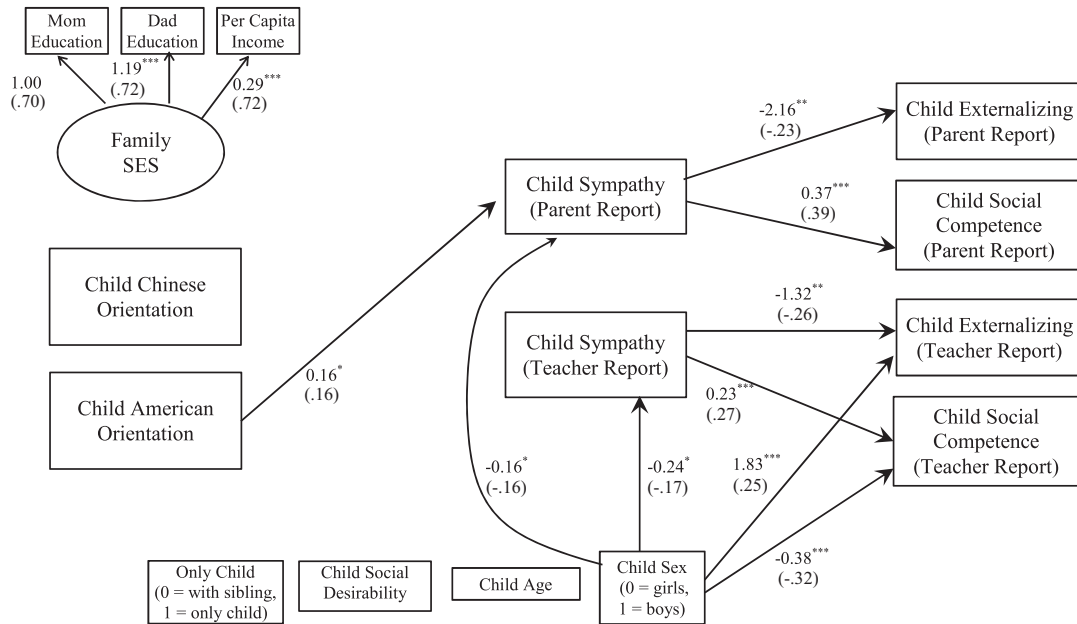 Mom
Education
Dad
Education
Per Capita
Income
1.00
(.70)
1.19***
(.72)
0.29***
(.72)
Family
SES
Child Chinese
Orientation
Child American
Orientation
0.16*
(.16)
Child Sympathy
(Parent Report)
-2.16**
(-.23)
0.37***
(.39)
Child Externalizing
(Parent Report)
Child Social
Competence
(Parent Report)
Child Sympathy
(Teacher Report)
-1.32**
(-.26)
0.23***
(.27)
Child Externalizing
(Teacher Report)
Child Social
Competence
(Teacher Report)
-0.16*
(-.16)
-0.24*
(-.17)
1.83***
(.25)
-0.38***
(-.32)
Only Child
(0 = with sibling,
1 = only child)
Child Social
Desirability
Child Age
Child Sex
(0 = girls,
1 = boys)